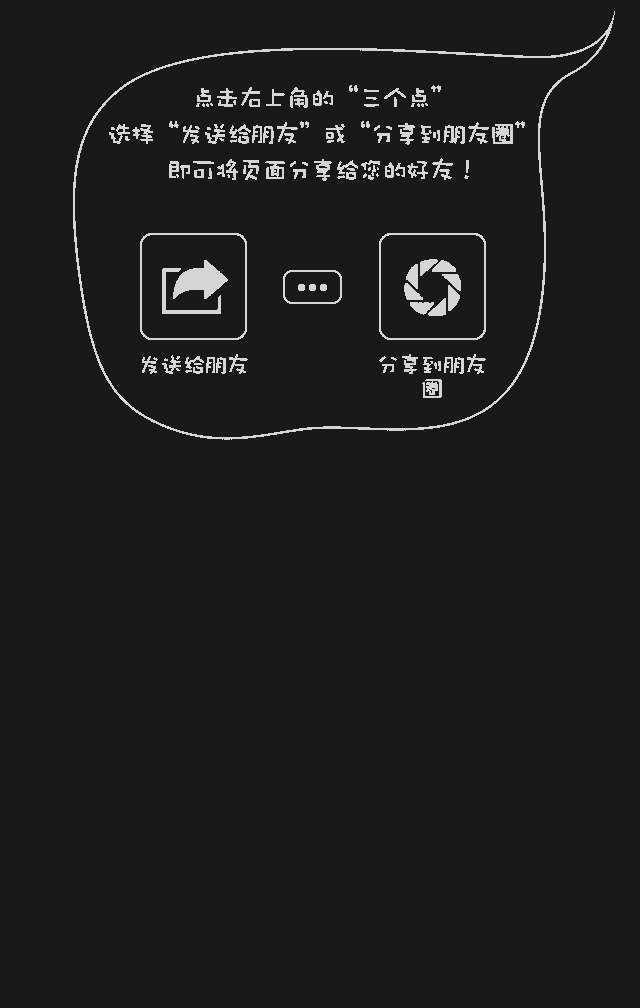 点击右上角的“三个点”
选择“发送给朋友”或“分享到朋友圈”
即可将页面分享给您的好友！
发送给朋友
分享到朋友
圈